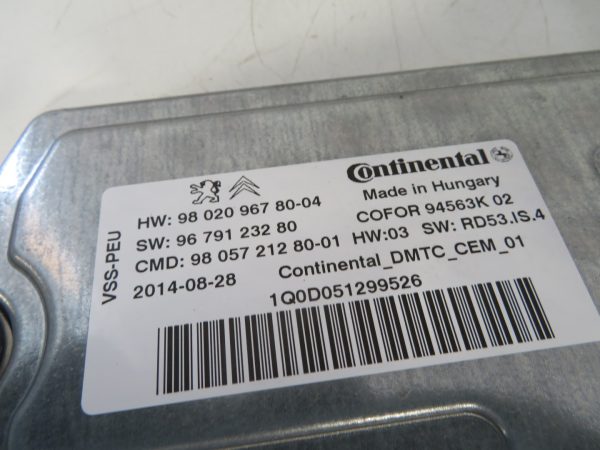 VSS-PEU
HW: 98 020 967 80-04
SW: 96 791 232 80
CMD: 98 057 212 80-01
2014-08-28
Continental
Made in Hungary
COFOR 94563K 02
HW:03 SW: RD53.IS.4
Continental_DMTC_CEM_01
1Q0D051299526